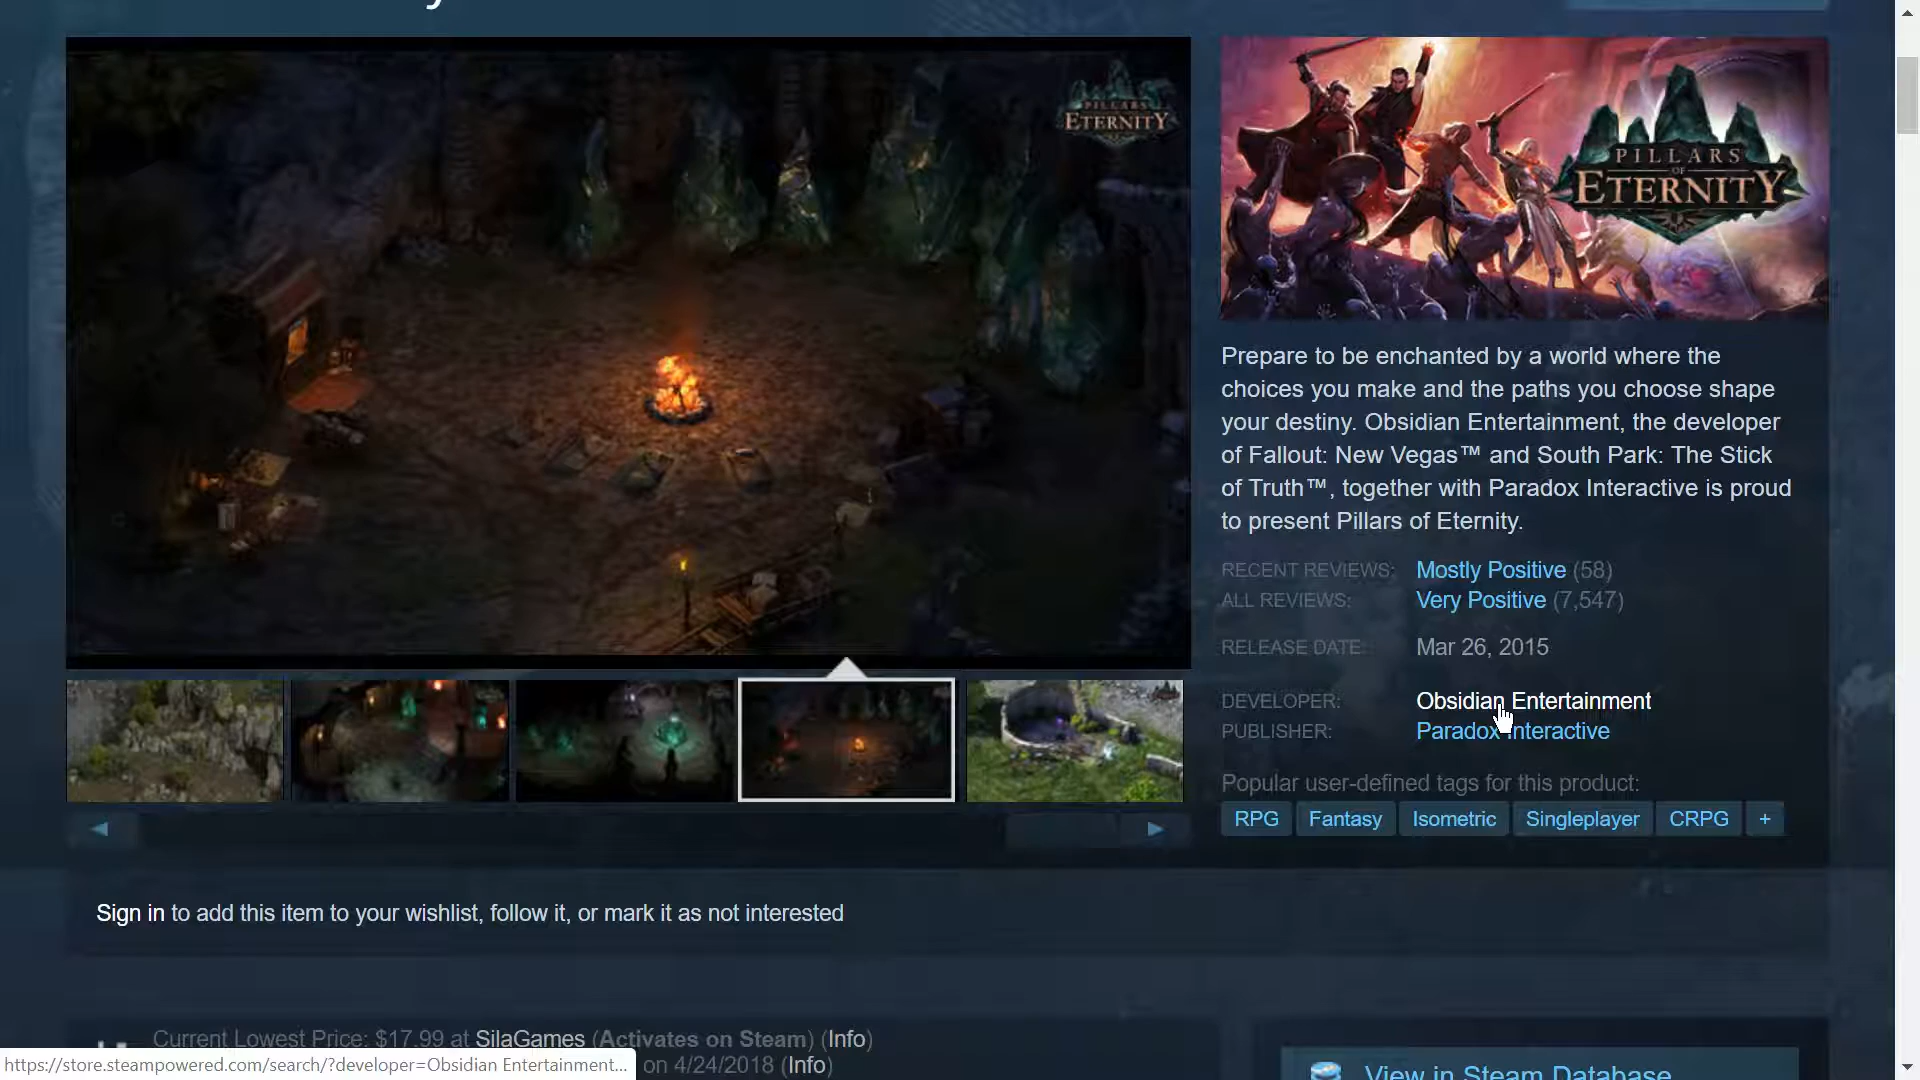 PILLARS
ETERNITY
PILLARS
OF
ETERNITY
Prepare to be enchanted by a world where the
choices you make and the paths you choose shape
your destiny. Obsidian Entertainment, the developer
of Fallout: New Vegas™ and South Park: The Stick
of Truth™, together with Paradox Interactive is proud
to present Pillars of Eternity.
RECENT REVIEWS: Mostly Positive (58)
ALL REVIEWS: Very Positive (7,547)
RELEASE DATE: Mar 26, 2015
DEVELOPER: Obsidian Entertainment
PUBLISHER: Paradox Interactive
Popular user-defined tags for this product:
RPG Fantasy Isometric Singleplayer CRPG +
Sign in to add this item to your wishlist, follow it, or mark it as not interested
Current Lowest Price: $17.99 at SilaGames (Activates on Steam) (Info)
on 4/24/2018 (Info)
https://store.steampowered.com/search/?developer=Obsidian Entertainment...
View in Steam Database